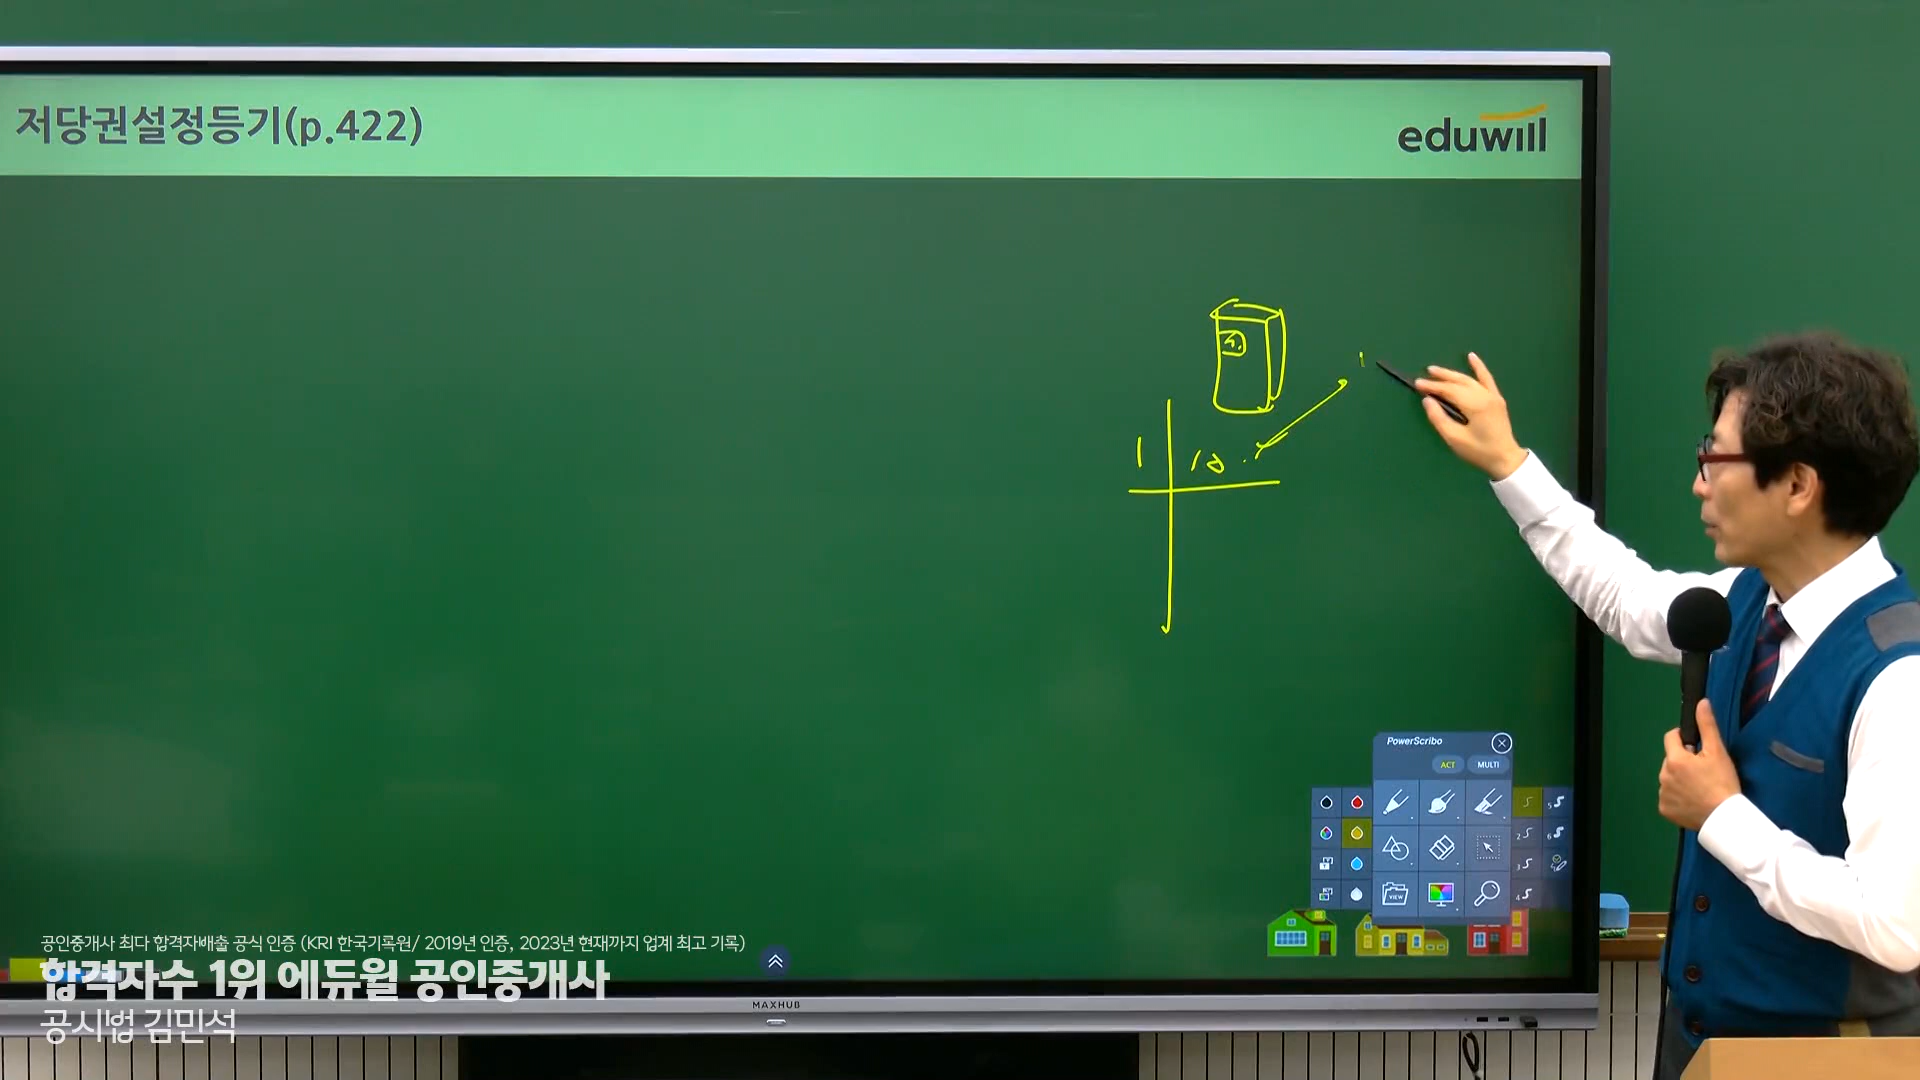 저당권설정등기(p.422)
eduwill
1
10
PowerScribo
ACT MULTI
VIEW
공인중개사 최다 합격자배출 공식 인증 (KRI 한국기록원/ 2019년 인증, 2023년 현재까지 업계 최고 기록)
합격자수 1위 에듀윌 공인중개사
공시법 김민석
MAXHUB